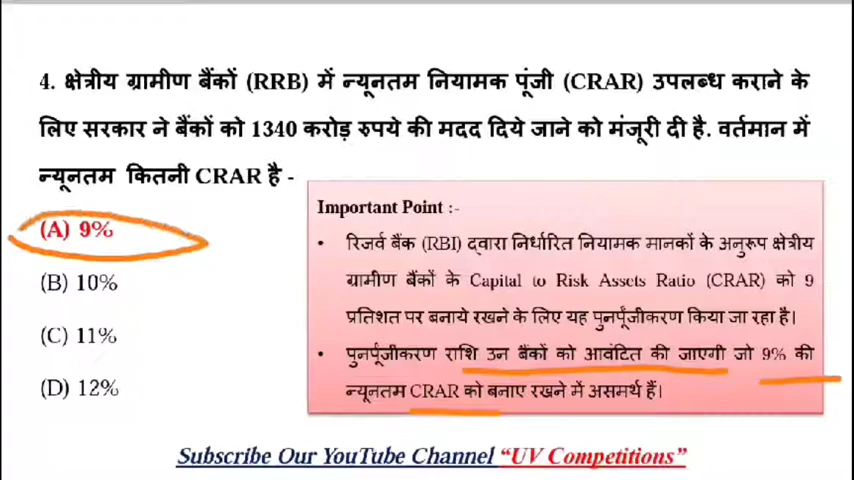 4. क्षेत्रीय ग्रामीण बैंकों (RRB) में न्यूनतम नियामक पूंजी (CRAR) उपलब्ध कराने के
लिए सरकार ने बैंकों को 1340 करोड़ रुपये की मदद दिये जाने को मंजूरी दी है. वर्तमान में
न्यूनतम कितनी CRAR है -
(A) 9%
(B) 10%
(C) 11%
(D) 12%
Important Point :-
• रिजर्व बैंक (RBI) द्वारा निर्धारित नियामक मानकों के अनुरूप क्षेत्रीय
ग्रामीण बैंकों के Capital to Risk Assets Ratio (CRAR) को 9
प्रतिशत पर बनाये रखने के लिए यह पुनर्पूंजीकरण किया जा रहा है।
• पुनर्पूंजीकरण राशि उन बैंकों को आवंटित की जाएगी जो 9% की
न्यूनतम CRAR को बनाए रखने में असमर्थ हैं।
Subscribe Our YouTube Channel “UV Competitions”